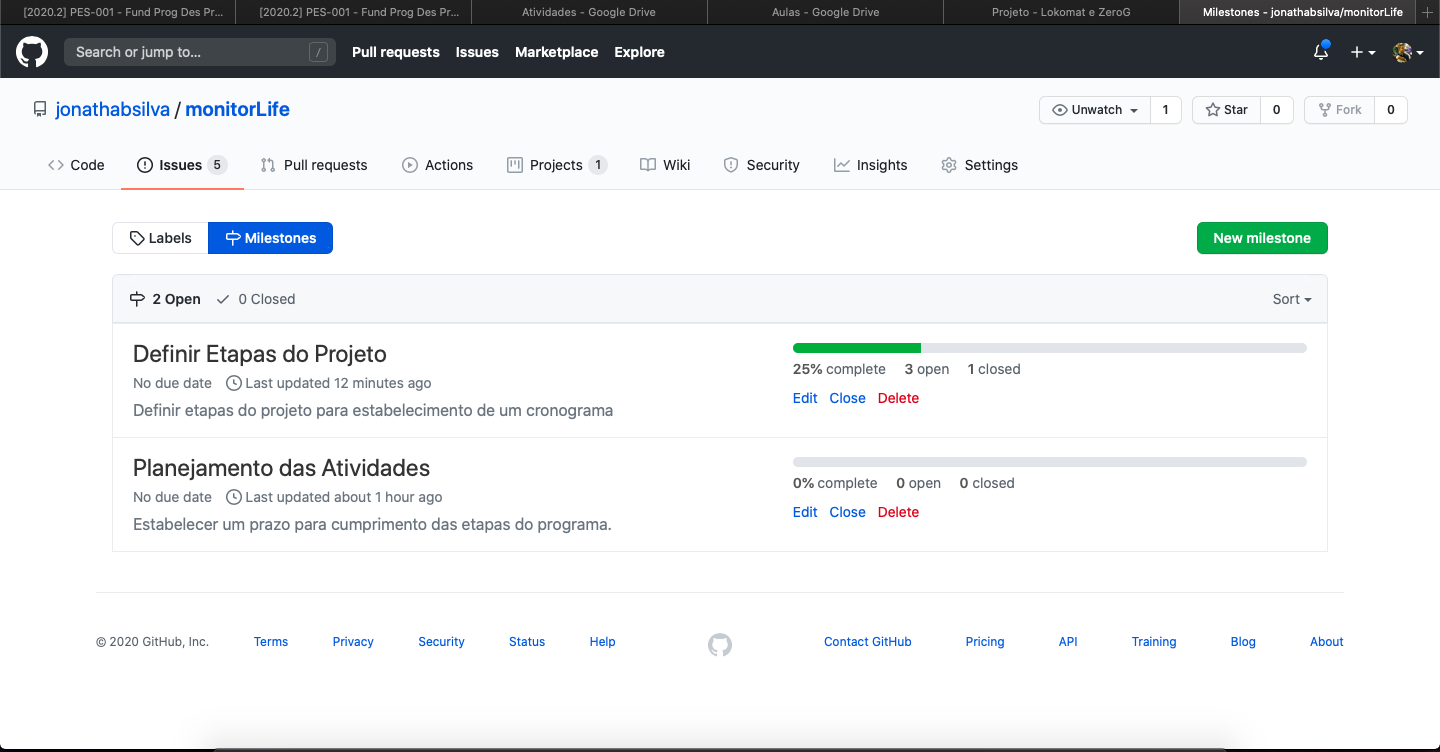 [2020.2] PES-001 - Fund Prog Des Pr... [2020.2] PES-001 - Fund Prog Des Pr... Atividades - Google Drive Aulas - Google Drive Projeto - Lokomat e ZeroG Milestones - jonathabsilva/monitorLife
Search or jump to... / Pull requests Issues Marketplace Explore
jonathabsilva / monitorLife Unwatch 1 Star 0 Fork 0
Code Issues 5 Pull requests Actions Projects 1 Wiki Security Insights Settings
Labels Milestones New milestone
2 Open 0 Closed Sort
Definir Etapas do Projeto
No due date Last updated 12 minutes ago
Definir etapas do projeto para estabelecimento de um cronograma
25% complete 3 open 1 closed
Edit Close Delete
Planejamento das Atividades
No due date Last updated about 1 hour ago
Estabelecer um prazo para cumprimento das etapas do programa.
0% complete 0 open 0 closed
Edit Close Delete
© 2020 GitHub, Inc. Terms Privacy Security Status Help Contact GitHub Pricing API Training Blog About